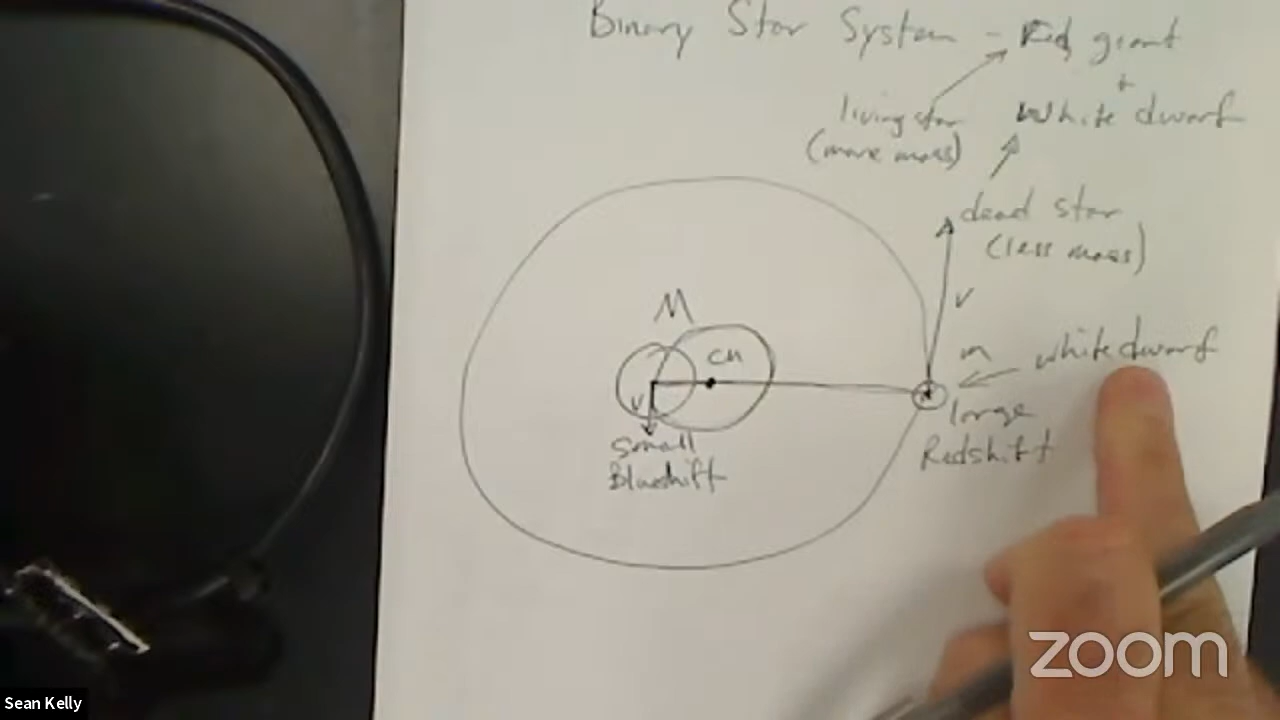 Binary Star System - Red giant
+
living star
(more mass)
White dwarf
dead star
(less mass)
v
M
CM
m
white dwarf
v
large
Redshift
small
Blueshift
zoom
Sean Kelly